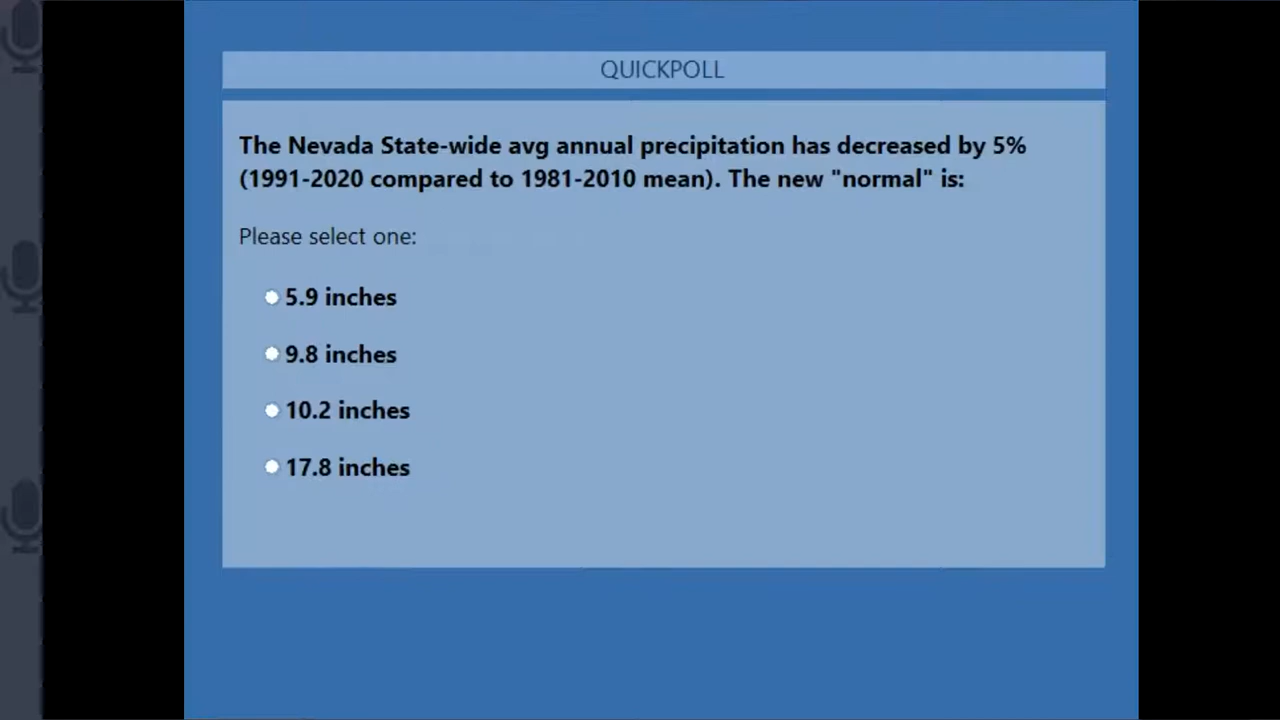 QUICKPOLL
The Nevada State-wide avg annual precipitation has decreased by 5%
(1991-2020 compared to 1981-2010 mean). The new "normal" is:
Please select one:
5.9 inches
9.8 inches
10.2 inches
17.8 inches